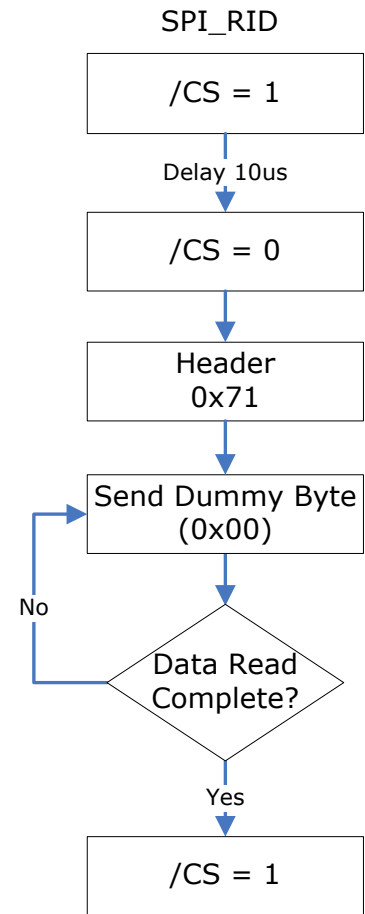 SPI_RID
/CS = 1
Delay 10us
/CS = 0
Header
0x71
Send Dummy Byte
(0x00)
No
Data Read
Complete?
Yes
/CS = 1